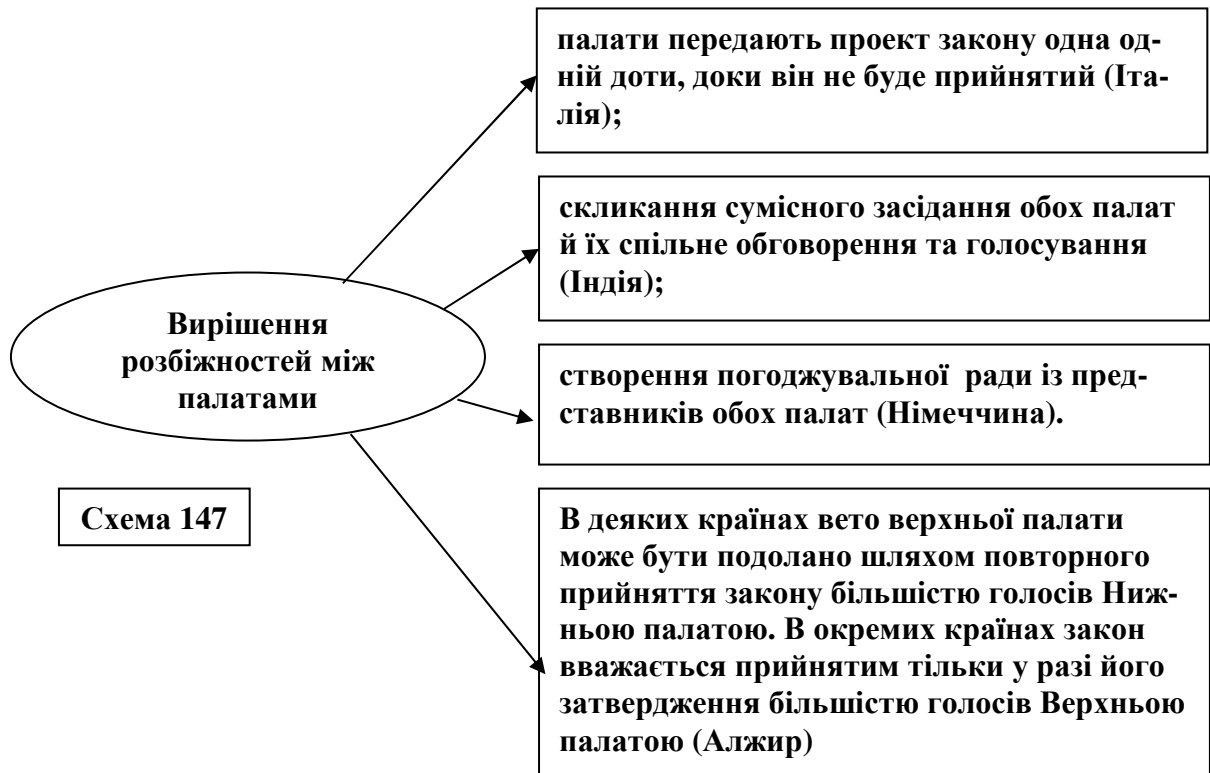 палати передають проект закону одна од-
ній доти, доки він не буде прийнятий (Іта-
лія);
скликання сумісного засідання обох палат
й їх спільне обговорення та голосування
(Індія);
Вирішення
розбіжностей між
палатами
створення погоджувальної  ради із пред-
ставників обох палат (Німеччина).
Схема 147
В деяких країнах вето верхньої палати
може бути подолано шляхом повторного
прийняття закону більшістю голосів Ниж-
ньою палатою. В окремих країнах закон
вважається прийнятим тільки у разі його
затвердження більшістю голосів Верхньою
палатою (Алжир)